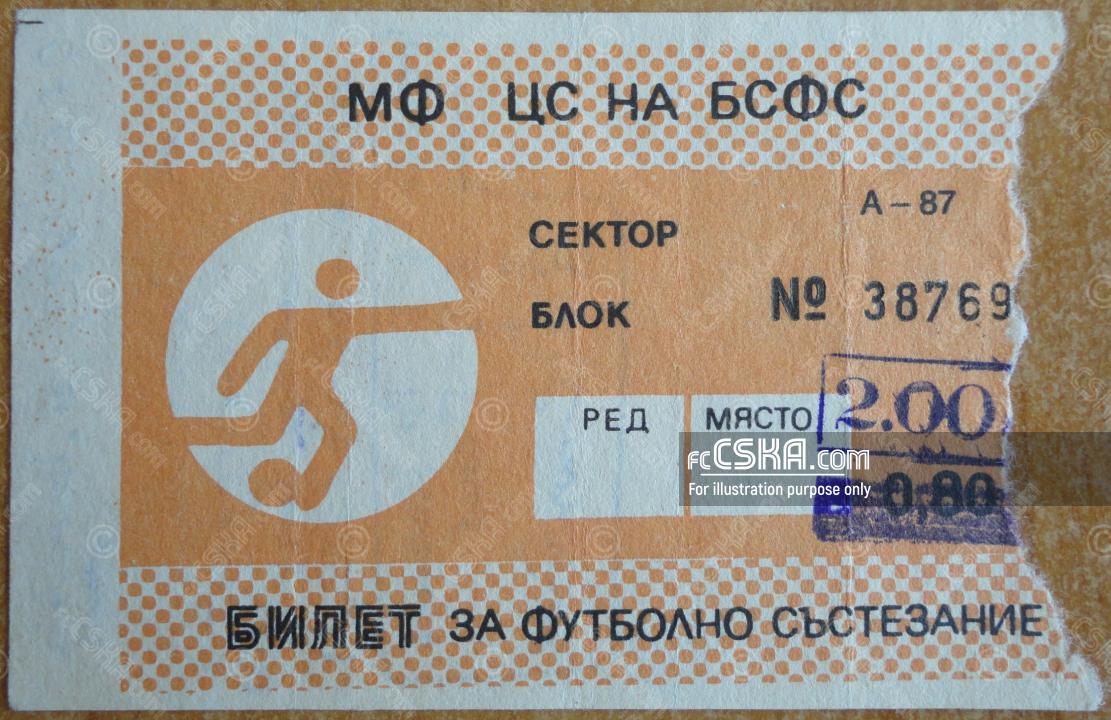 МФ ЦС НА БСФС
А – 87
СЕКТОР
БЛОК
№ 38769
РЕД
МЯСТО
2.00
0,80
fcCSKA.com
For illustration purpose only
БИЛЕТ ЗА ФУТБОЛНО СЪСТЕЗАНИЕ